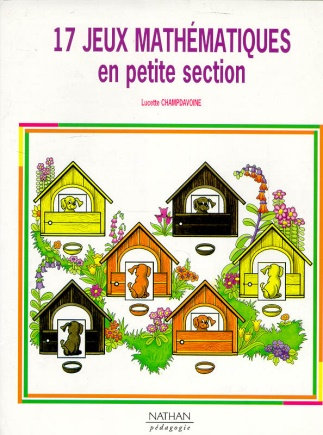 17 JEUX MATHÉMATIQUES
en petite section
Lucette CHAMPDAVOINE
NATHAN
pédagogie